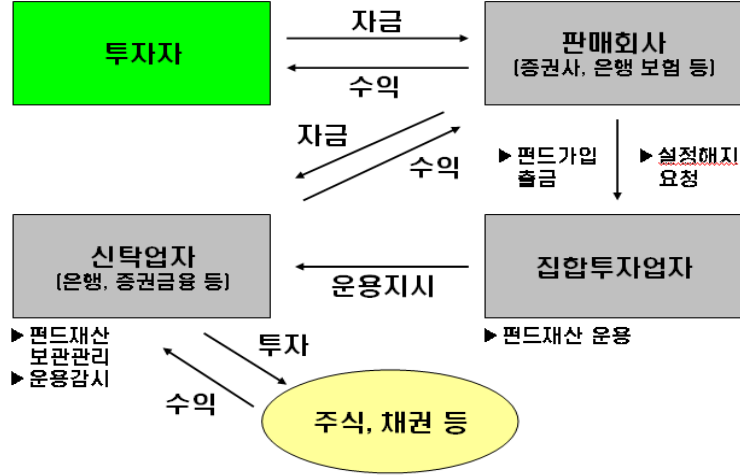 자금
투자자
판매회사
(증권사, 은행 보험 등)
수익
자금
수익
▶ 펀드가입
출금
▶ 설정해지
요청
신탁업자
(은행, 증권금융 등)
집합투자업자
운용지시
▶ 펀드재산
보관관리
▶ 운용감시
▶ 펀드재산 운용
투자
수익
주식, 채권 등